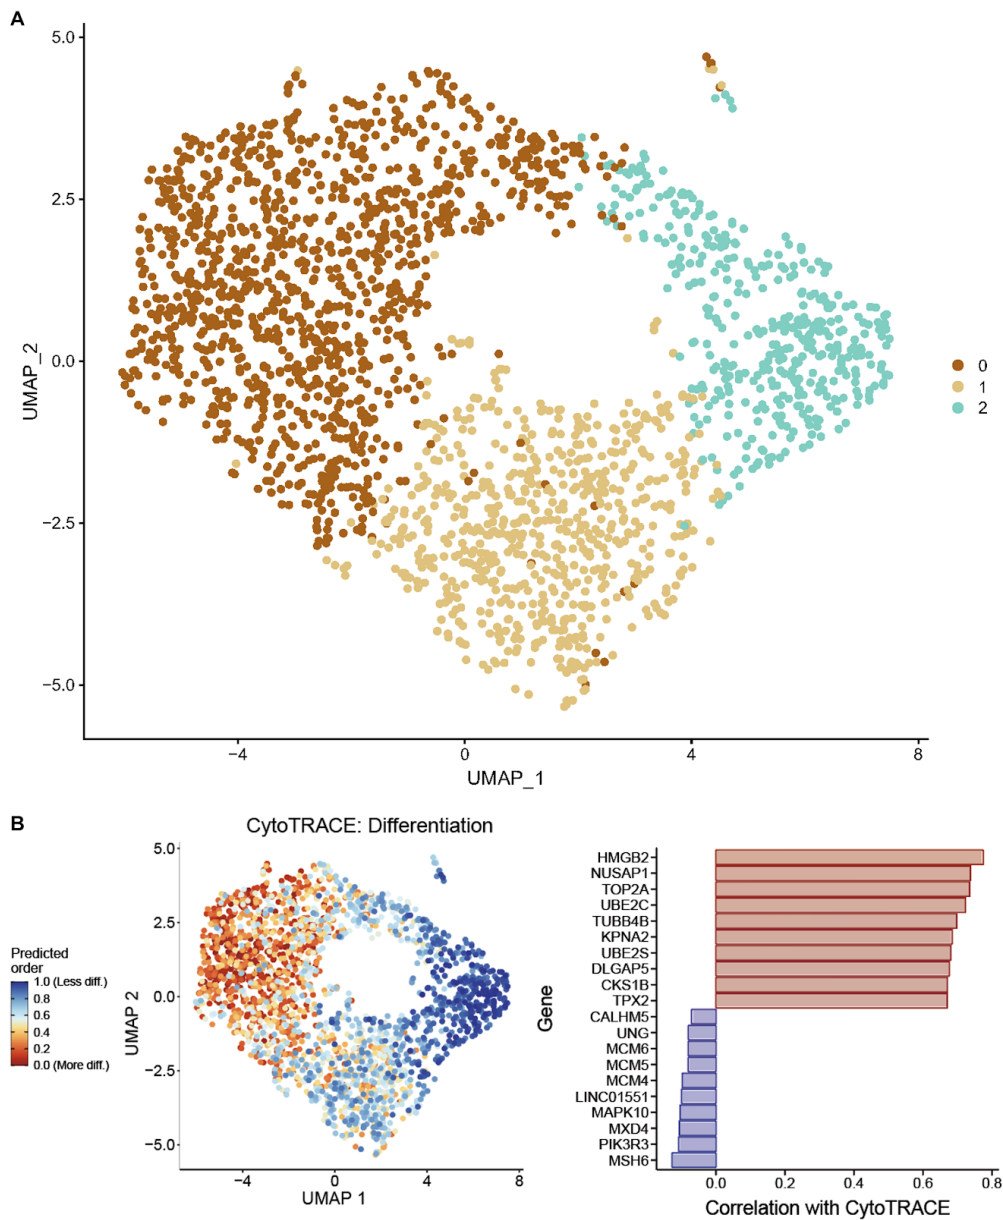 A
5.0
2.5
0.0
−2.5
−5.0
UMAP_2
−4
0
4
8
UMAP_1
0
1
2
B
CytoTRACE: Differentiation
Predicted
order
1.0 (Less diff.)
0.8
0.6
0.4
0.2
0.0 (More diff.)
5.0
2.5
0.0
−2.5
−5.0
UMAP 2
−4
0
4
8
UMAP 1
Gene
HMGB2
NUSAP1
TOP2A
UBE2C
TUBB4B
KPNA2
UBE2S
DLGAP5
CKS1B
TPX2
CALHM5
UNG
MCM6
MCM5
MCM4
LINC01551
MAPK10
MXD4
PIK3R3
MSH6
0.0
0.2
0.4
0.6
0.8
Correlation with CytoTRACE